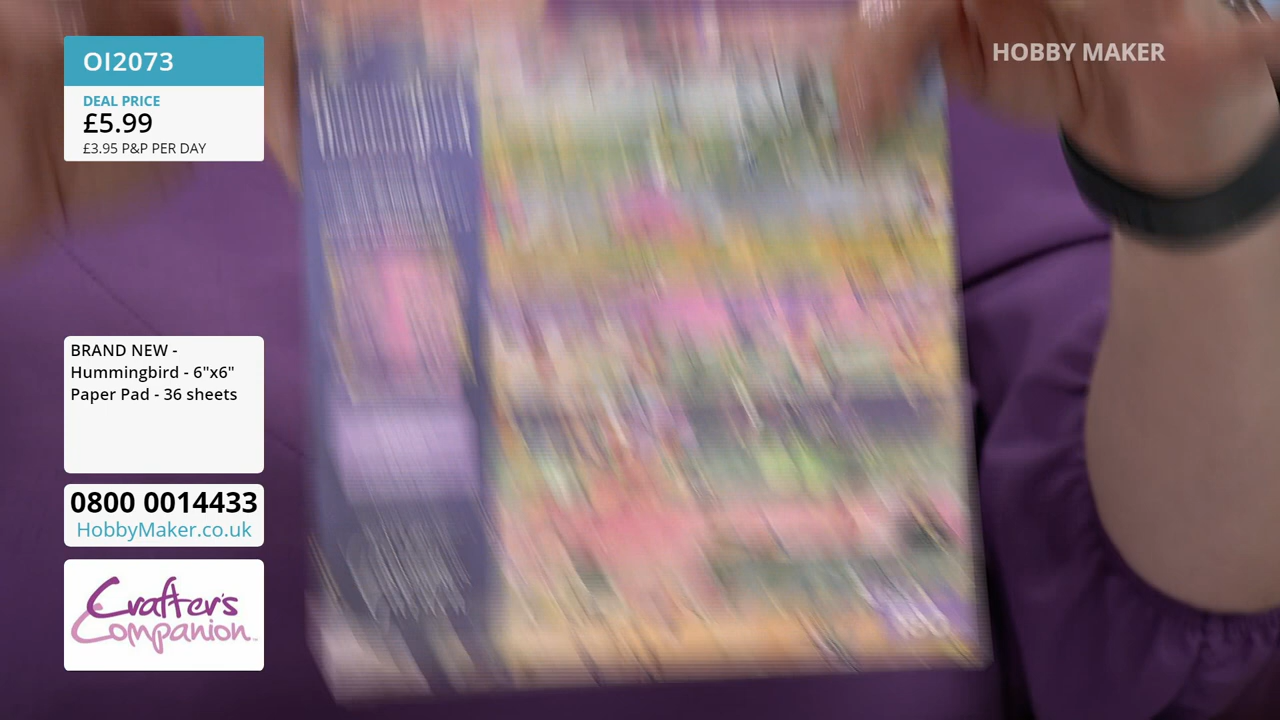 OI2073
DEAL PRICE
£5.99
£3.95 P&P PER DAY
HOBBY MAKER
BRAND NEW -
Hummingbird - 6"x6"
Paper Pad - 36 sheets
0800 0014433
HobbyMaker.co.uk
Crafter's
Companion